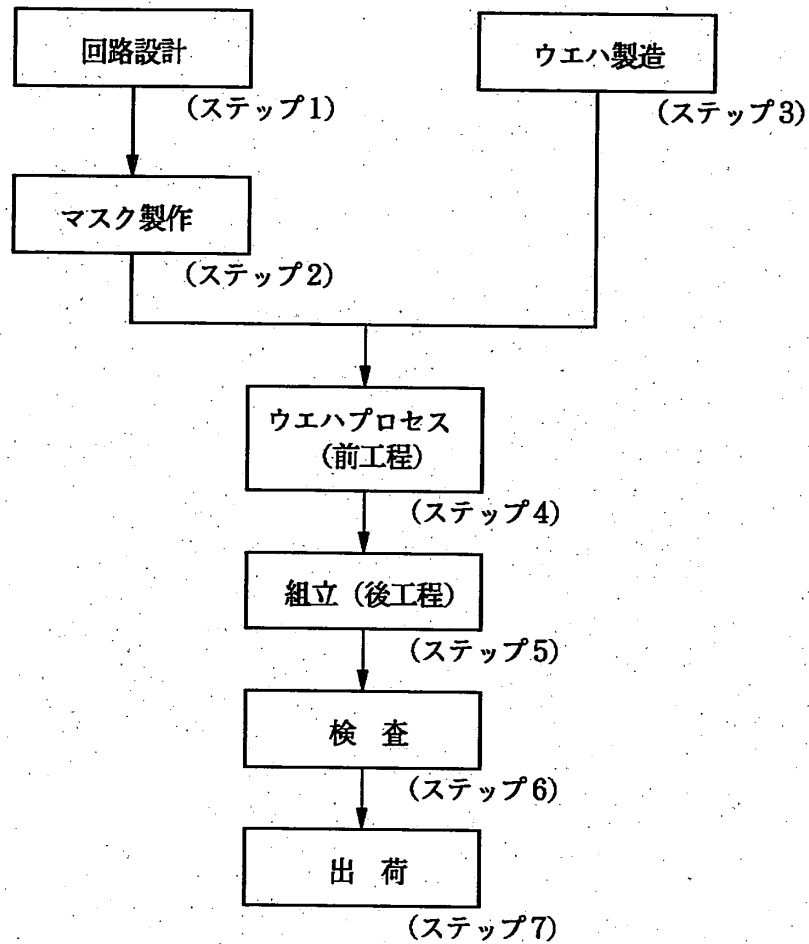 回路設計
(ステップ1)
ウエハ製造
(ステップ3)
マスク製作
(ステップ2)
ウエハプロセス
(前工程)
(ステップ4)
組立(後工程)
(ステップ5)
検 査
(ステップ6)
出 荷
(ステップ7)